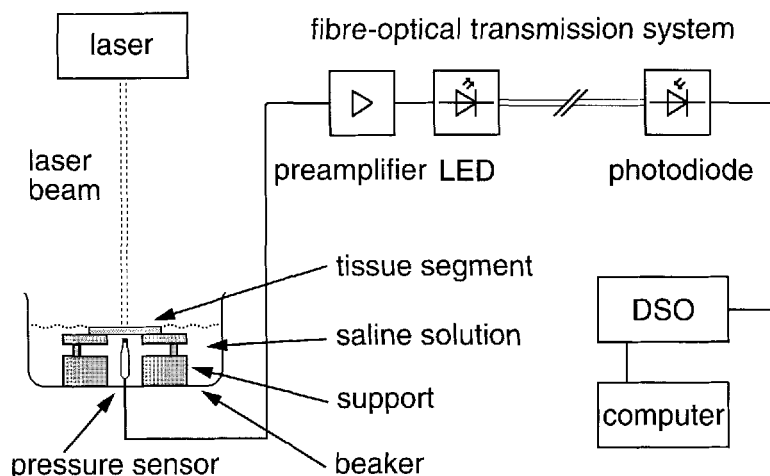 laser
fibre-optical transmission system
laser
beam
preamplifier
LED
photodiode
tissue segment
saline solution
support
beaker
pressure sensor
DSO
computer